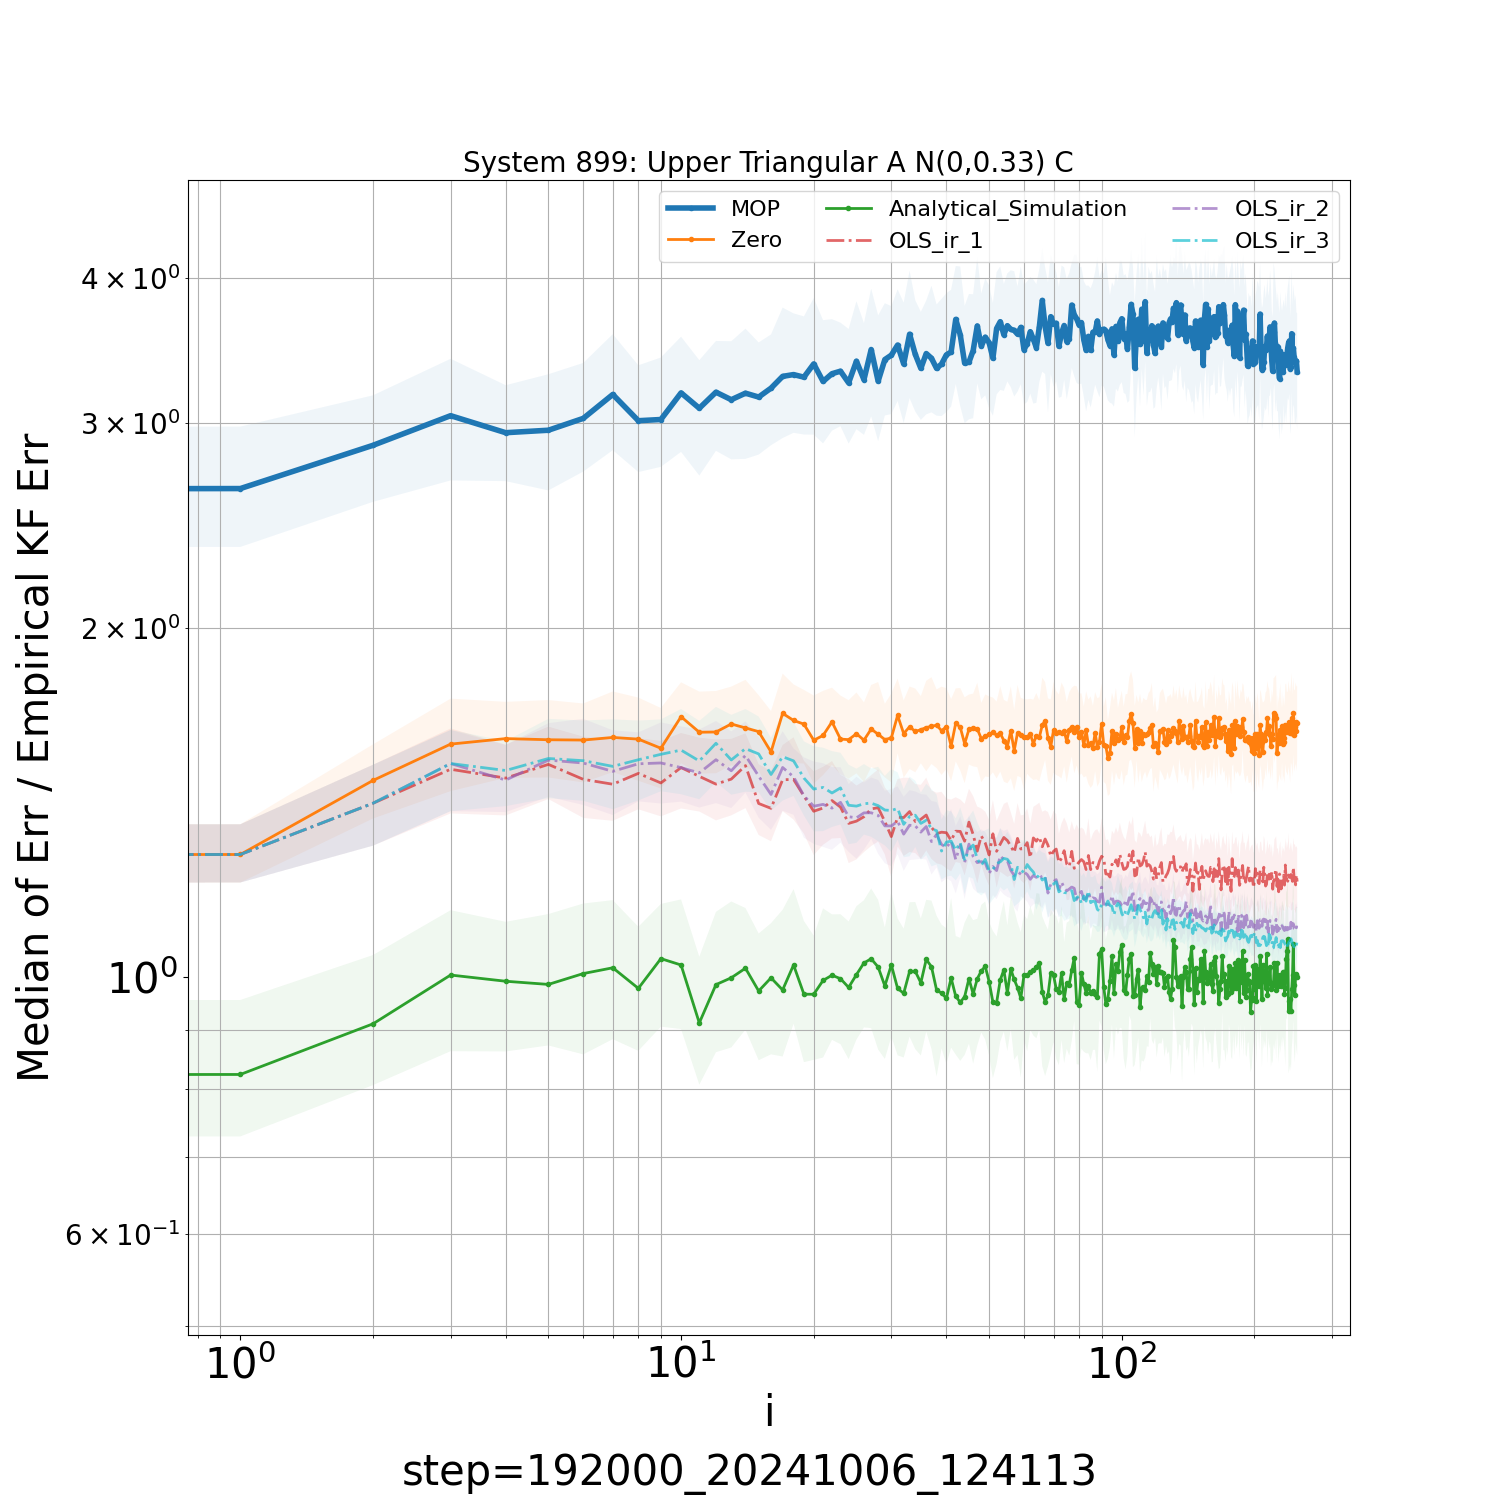 System 899: Upper Triangular A N(0,0.33) C
MOP
Zero
Analytical_Simulation
OLS_ir_1
OLS_ir_2
OLS_ir_3
Median of Err / Empirical KF Err
4 × 10⁰
3 × 10⁰
2 × 10⁰
10⁰
6 × 10⁻¹
10⁰ 10¹ 10²
i
step=192000_20241006_124113